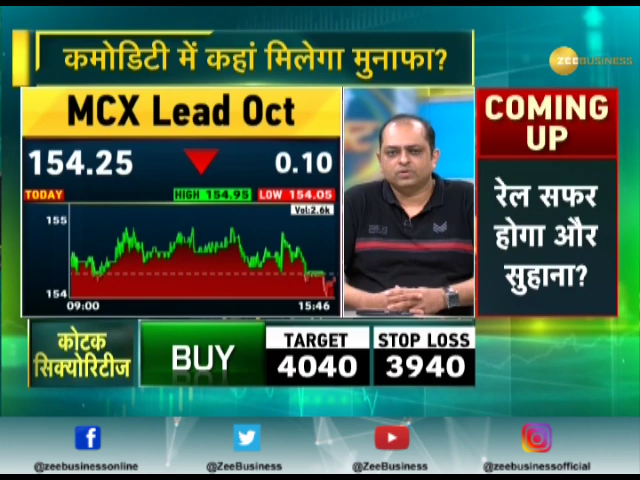 कमोडिटी में कहां मिलेगा मुनाफा?
ZEEBUSINESS
MCX Lead Oct
154.25 0.10
TODAY HIGH 154.95 LOW 154.05
Vol:2.6k
155
154
09:00 15:46
COMING
UP
रेल सफर
होगा और
सुहाना?
कोटक
सिक्योरिटीज
BUY
TARGET
4040
STOP LOSS
3940
@zeebusinessonline
@ZeeBusiness
@ZeeBusiness
@zeebusinessofficial